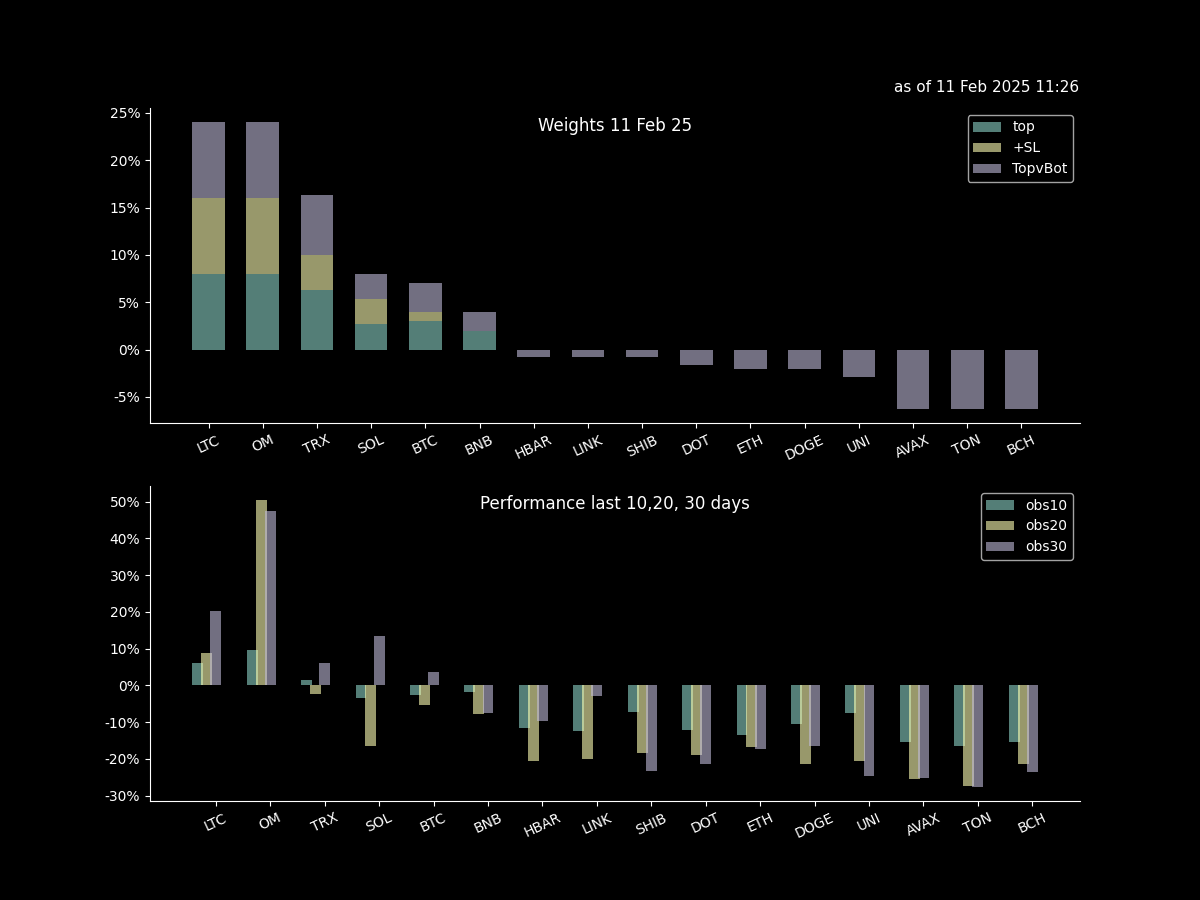 as of 11 Feb 2025 11:26
Weights 11 Feb 25
top
+SL
TopvBot
25%
20%
15%
10%
5%
0%
-5%
LTC OM TRX SOL BTC BNB HBAR LINK SHIB DOT ETH DOGE UNI AVAX TON BCH
Performance last 10,20, 30 days
obs10
obs20
obs30
50%
40%
30%
20%
10%
0%
-10%
-20%
-30%
LTC OM TRX SOL BTC BNB HBAR LINK SHIB DOT ETH DOGE UNI AVAX TON BCH